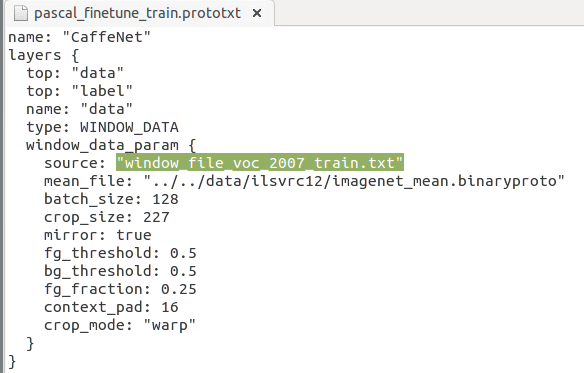 pascal_finetune_train.prototxt ×
name: "CaffeNet"
layers {
  top: "data"
  top: "label"
  name: "data"
  type: WINDOW_DATA
  window_data_param {
    source: "window_file_voc_2007_train.txt"
    mean_file: "../../data/ilsvrc12/imagenet_mean.binaryproto"
    batch_size: 128
    crop_size: 227
    mirror: true
    fg_threshold: 0.5
    bg_threshold: 0.5
    fg_fraction: 0.25
    context_pad: 16
    crop_mode: "warp"
  }
}